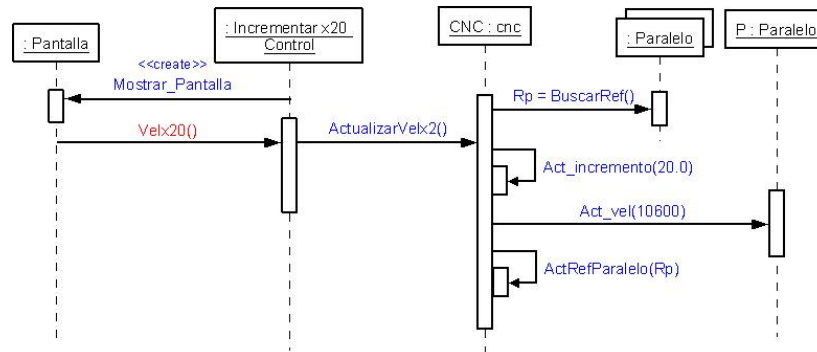 : Pantalla
: Incrementar x20
Control
CNC : cnc
: Paralelo
P : Paralelo
<<create>>
Mostrar_Pantalla
Rp = BuscarRef()
Velx20()
ActualizarVelx2()
Act_incremento(20.0)
Act_vel(10600)
ActRefParalelo(Rp)